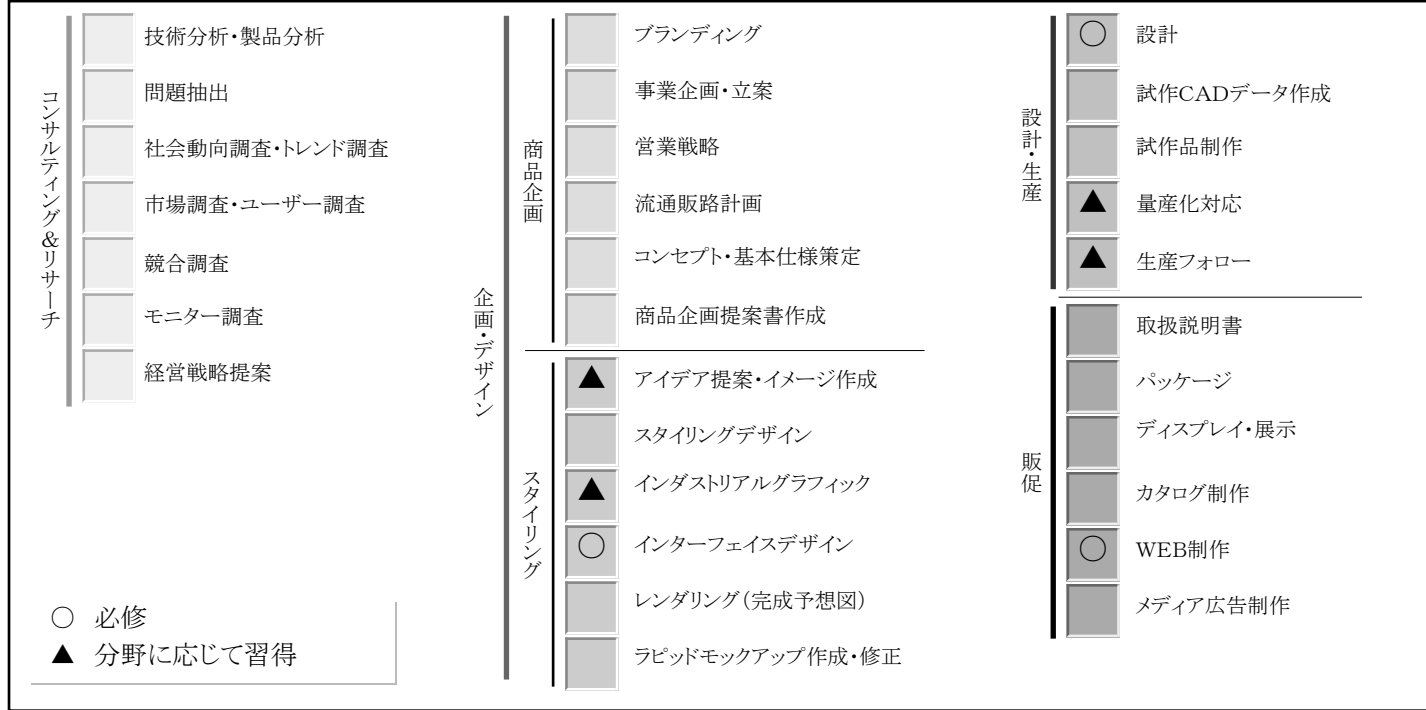 コンサルティング&リサーチ
技術分析・製品分析
問題抽出
社会動向調査・トレンド調査
市場調査・ユーザー調査
競合調査
モニター調査
経営戦略提案
企画・デザイン
商品企画
ブランディング
事業企画・立案
営業戦略
流通販路計画
コンセプト・基本仕様策定
商品企画提案書作成
スタイリング
▲ アイデア提案・イメージ作成
スタイリングデザイン
▲ インダストリアルグラフィック
○ インターフェイスデザイン
レンダリング(完成予想図)
ラピッドモックアップ作成・修正
設計・生産
○ 設計
試作CADデータ作成
試作品制作
▲ 量産化対応
▲ 生産フォロー
販促
取扱説明書
パッケージ
ディスプレイ・展示
カタログ制作
○ WEB制作
メディア広告制作
○ 必修
▲ 分野に応じて習得